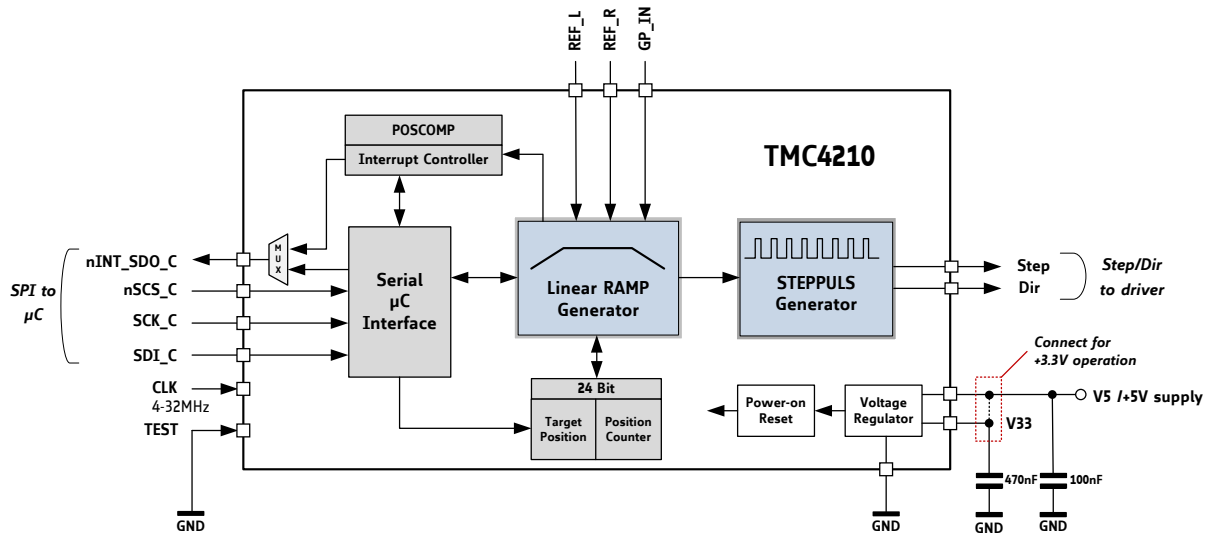 REF_L
REF_R
GP_IN
TMC4210
POSCOMP
Interrupt Controller
MUX
SPI to
µC
nINT_SDO_C
nSCS_C
SCK_C
SDI_C
CLK
4-32MHz
TEST
GND
Serial
µC
Interface
Linear RAMP
Generator
STEPPULS
Generator
Step
Dir
Step/Dir
to driver
24 Bit
Target
Position
Position
Counter
Power-on
Reset
Voltage
Regulator
Connect for
+3.3V operation
V5 /+5V supply
V33
470nF
100nF
GND
GND
GND